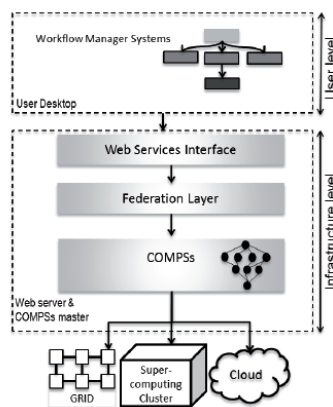 Workflow Manager Systems
User Desktop
User level
Web Services Interface
Federation Layer
COMPSs
Web server &
COMPSs master
Infrastructure level
GRID
Super-
computing
Cluster
Cloud